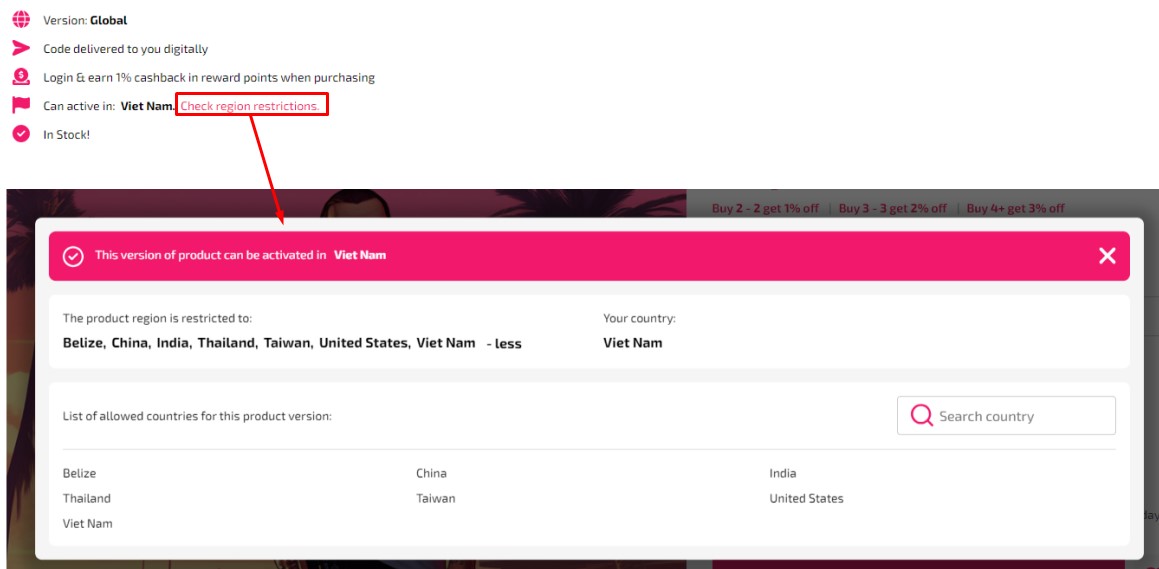 Version: Global
Code delivered to you digitally
Login & earn 1% cashback in reward points when purchasing
Can active in: Viet Nam. Check region restrictions.
In Stock!
Buy 2 - 2 get 1% off | Buy 3 - 3 get 2% off | Buy 4+ get 3% off
This version of product can be activated in Viet Nam
The product region is restricted to:
Belize, China, India, Thailand, Taiwan, United States, Viet Nam - less
Your country:
Viet Nam
List of allowed countries for this product version:
Search country
Belize China India
Thailand Taiwan United States
Viet Nam